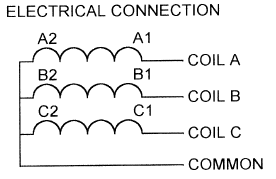 ELECTRICAL CONNECTION
A2 A1 COIL A
B2 B1 COIL B
C2 C1 COIL C
COMMON